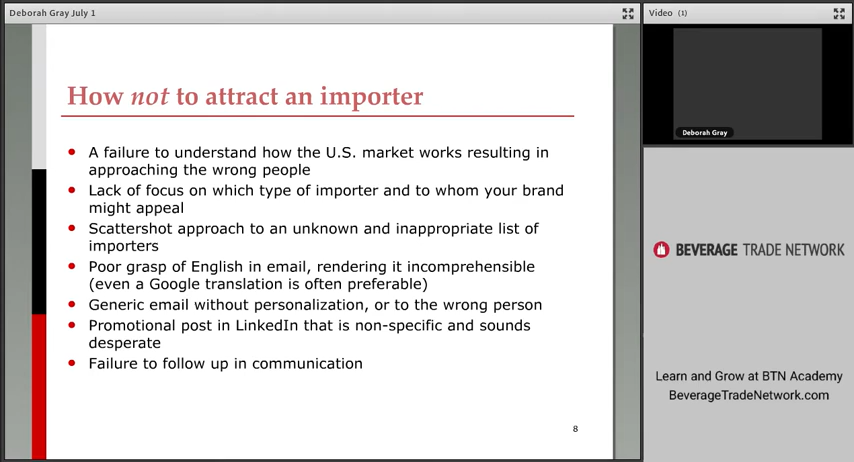 Deborah Gray July 1
Video (1)
How not to attract an importer
A failure to understand how the U.S. market works resulting in
approaching the wrong people
Lack of focus on which type of importer and to whom your brand
might appeal
Scattershot approach to an unknown and inappropriate list of
importers
Poor grasp of English in email, rendering it incomprehensible
(even a Google translation is often preferable)
Generic email without personalization, or to the wrong person
Promotional post in LinkedIn that is non-specific and sounds
desperate
Failure to follow up in communication
8
Deborah Gray
BEVERAGE TRADE NETWORK
Learn and Grow at BTN Academy
BeverageTradeNetwork.com